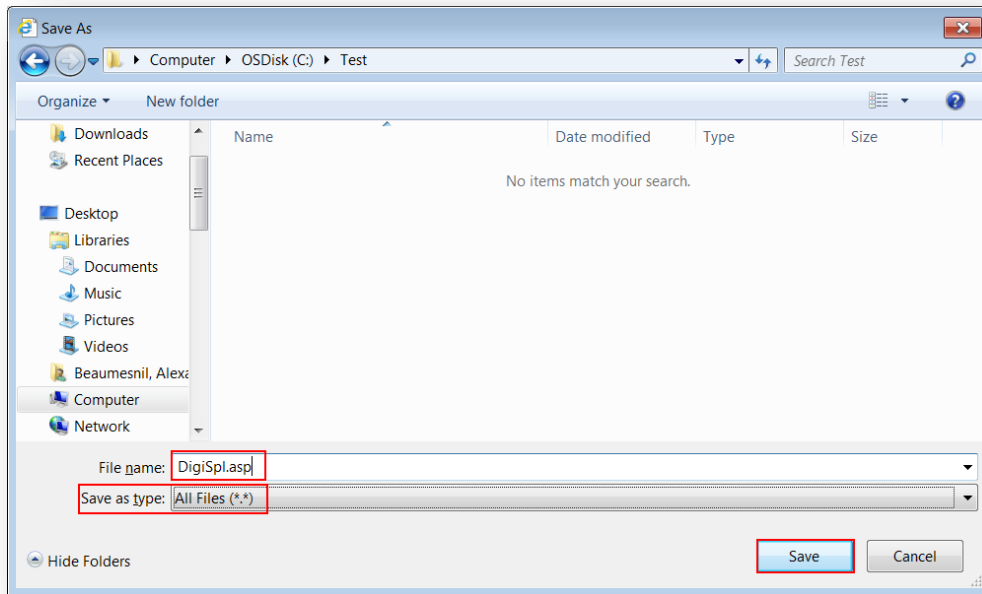 Save As
Computer OSDisk (C:) Test
Search Test
Organize New folder
Name Date modified Type Size
No items match your search.
Downloads
Recent Places
Desktop
Libraries
Documents
Music
Pictures
Videos
Beaumesnil, Alexa
Computer
Network
File name: DigiSpl.asp
Save as type: All Files (*.*)
Hide Folders
Save
Cancel